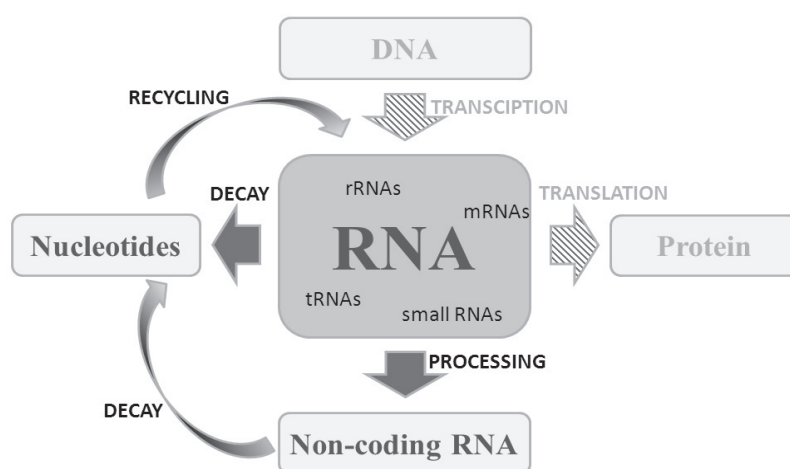 DNA
RECYCLING
TRANSCIPTION
DECAY
rRNAs
mRNAs
TRANSLATION
Nucleotides
RNA
Protein
tRNAs
small RNAs
PROCESSING
DECAY
Non-coding RNA